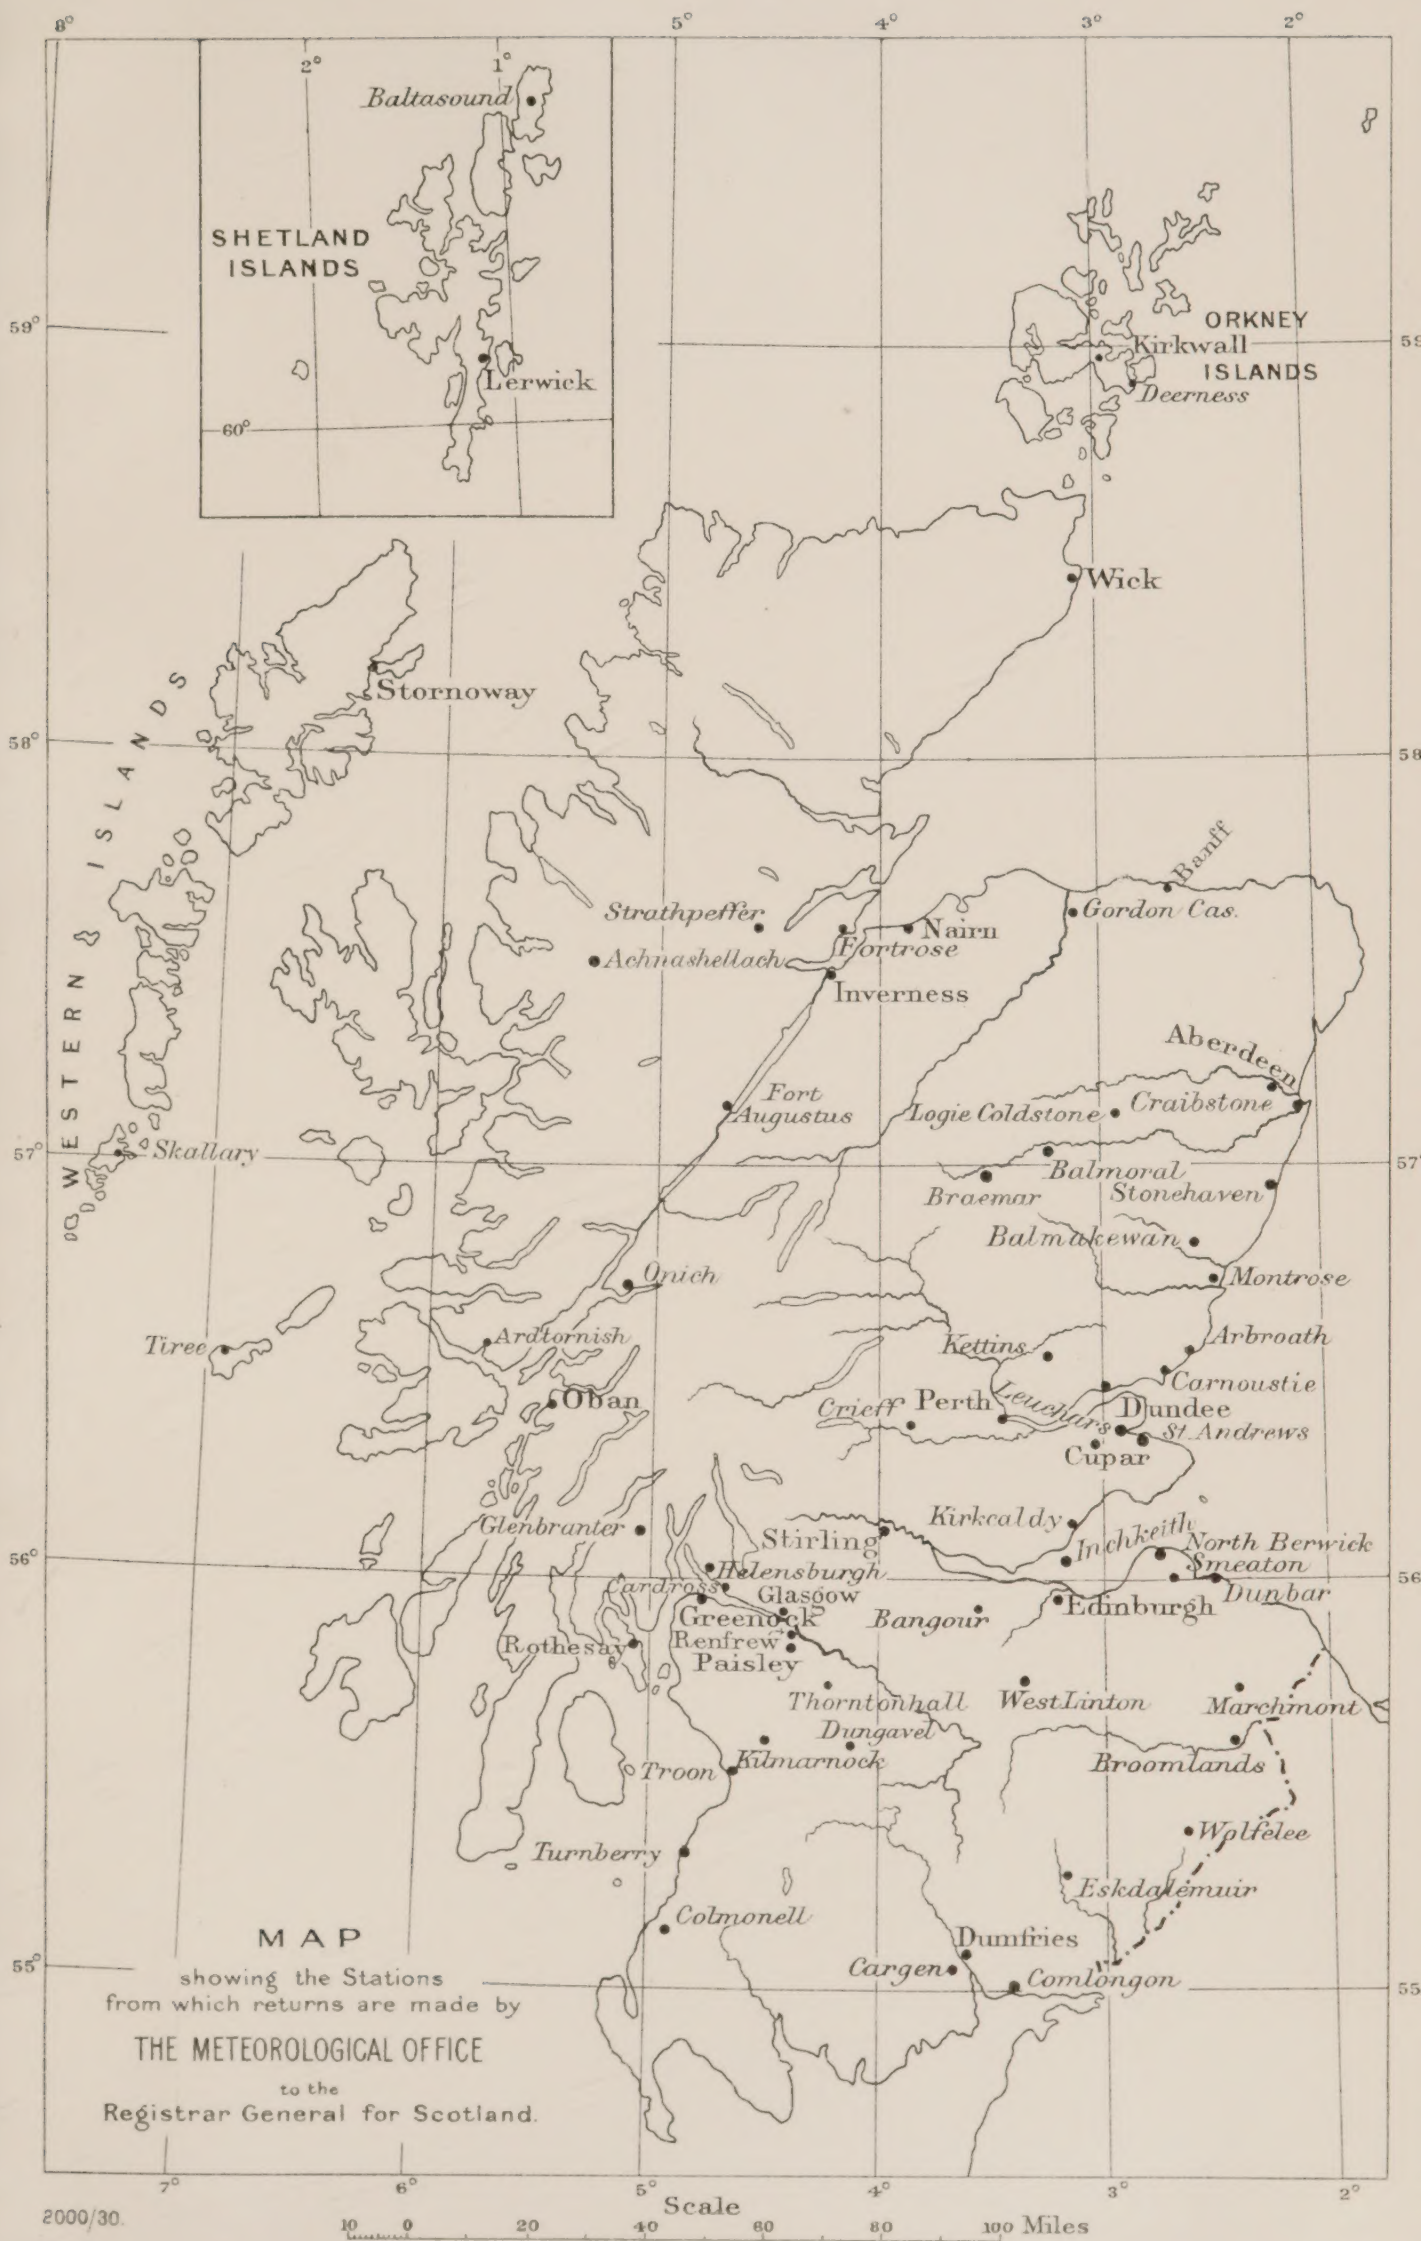 8° 5° 4° 3° 2°
2° 1°
Baltasound
SHETLAND
ISLANDS
59°
ORKNEY
Kirkwall
59
ISLANDS
Deerness
Lerwick
60°
Wick
Stornoway
WESTERN ISLANDS
58°
58
Banff
Strathpeffer
Gordon Cas.
Nairn
Fortrose
Achnashellach
Inverness
Aberdeen
Fort
Augustus
Logie Coldstone
Craibstone
57°
Skallary
57°
Balmoral
Braemar
Stonehaven
Balmakewan
Onich
Montrose
Tiree
Ardtornish
Kettins
Arbroath
Carnoustie
Oban
Crieff
Perth
Leuchars
Dundee
St. Andrews
Cupar
Glenbranter
Stirling
Kirkcaldy
Inchkeith
North Berwick
56°
Helensburgh
Smeaton
56
Cardross
Glasgow
Dunbar
Greenock
Bangour
Edinburgh
Rothesay
Renfrew
Paisley
Thorntonhall
West Linton
Marchmont
Dungavel
Kilmarnock
Troon
Broomlands
Turnberry
Wolfelee
Eskdalemuir
Colmonell
Dumfries
Cargen
Comlongon
55°
55
MAP
showing the Stations
from which returns are made by
THE METEOROLOGICAL OFFICE
to the
Registrar General for Scotland.
7° 6° 5° 4° 3° 2°
2000/30.
Scale
10 0 20 40 60 80 100 Miles